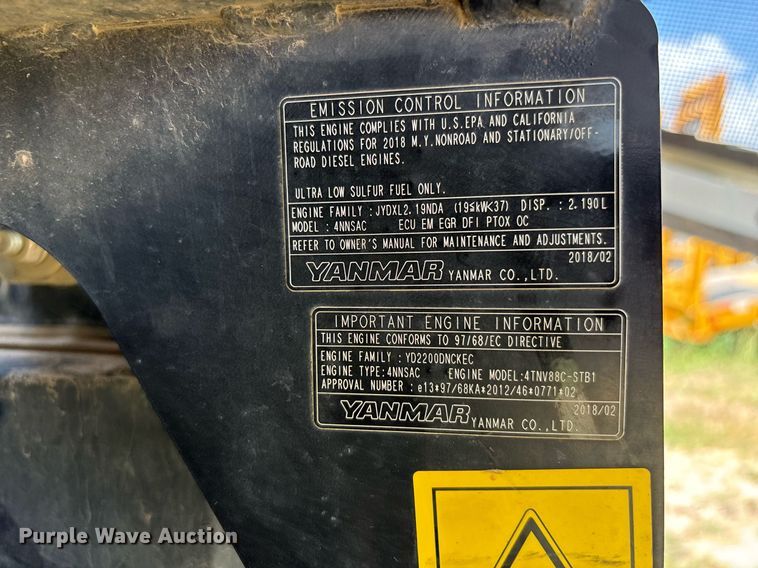 EMISSION CONTROL INFORMATION
THIS ENGINE COMPLIES WITH U.S.EPA AND CALIFORNIA
REGULATIONS FOR 2018 M.Y.NONROAD AND STATIONARY/OFF-
ROAD DIESEL ENGINES.
ULTRA LOW SULFUR FUEL ONLY.
ENGINE FAMILY : JYDXL2.19NDA (19≤kW<37) DISP. : 2.190L
MODEL : 4NNSAC ECU EM EGR DFI PTOX OC
REFER TO OWNER'S MANUAL FOR MAINTENANCE AND ADJUSTMENTS.
2018/02
YANMAR YANMAR CO.,LTD.
IMPORTANT ENGINE INFORMATION
THIS ENGINE CONFORMS TO 97/68/EC DIRECTIVE
ENGINE FAMILY : YD2200DNCKEC
ENGINE TYPE:4NNSAC ENGINE MODEL:4TNV88C-STB1
APPROVAL NUMBER : e13*97/68KA*2012/46*0771*02
2018/02
YANMAR YANMAR CO.,LTD.
Purple Wave Auction